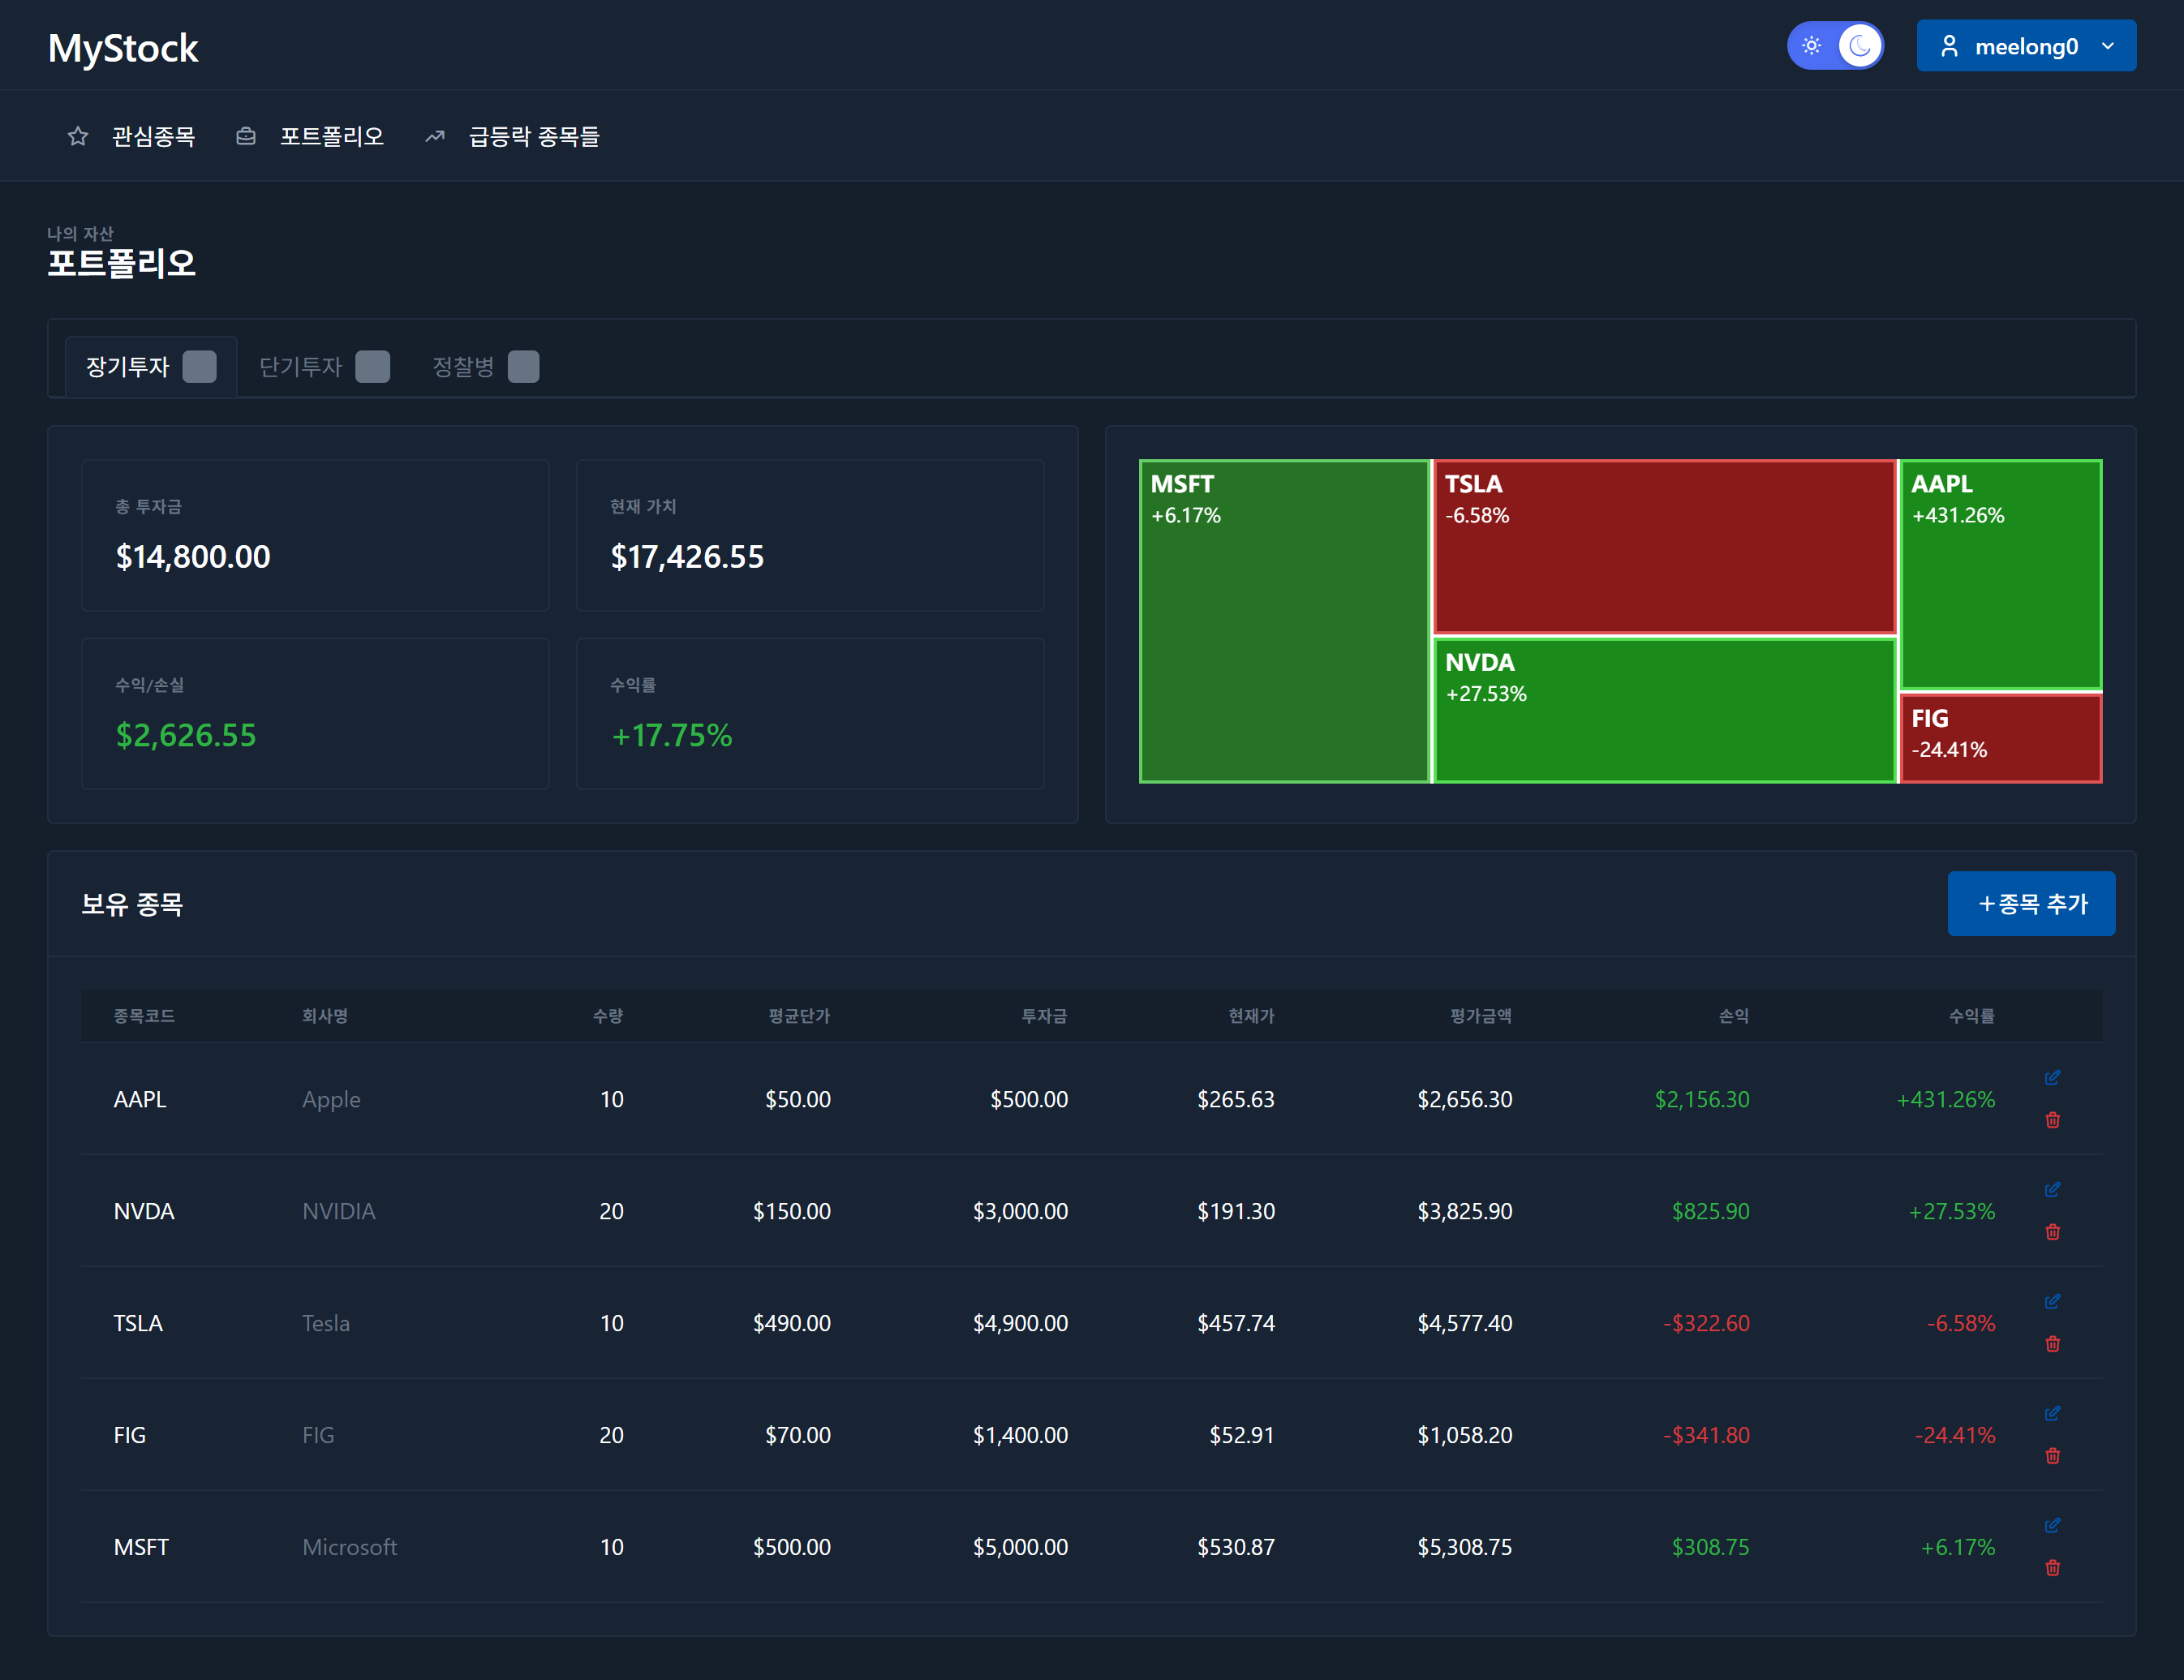 MyStock
meelong0
관심종목 포트폴리오 급등락 종목들
나의 자산
포트폴리오
장기투자 단기투자 정찰병
총 투자금
$14,800.00
현재 가치
$17,426.55
수익/손실
$2,626.55
수익률
+17.75%
MSFT
+6.17%
TSLA
-6.58%
NVDA
+27.53%
AAPL
+431.26%
FIG
-24.41%
보유 종목
+종목 추가
종목코드 회사명 수량 평균단가 투자금 현재가 평가금액 손익 수익률
AAPL Apple 10 $50.00 $500.00 $265.63 $2,656.30 $2,156.30 +431.26%
NVDA NVIDIA 20 $150.00 $3,000.00 $191.30 $3,825.90 $825.90 +27.53%
TSLA Tesla 10 $490.00 $4,900.00 $457.74 $4,577.40 -$322.60 -6.58%
FIG FIG 20 $70.00 $1,400.00 $52.91 $1,058.20 -$341.80 -24.41%
MSFT Microsoft 10 $500.00 $5,000.00 $530.87 $5,308.75 $308.75 +6.17%